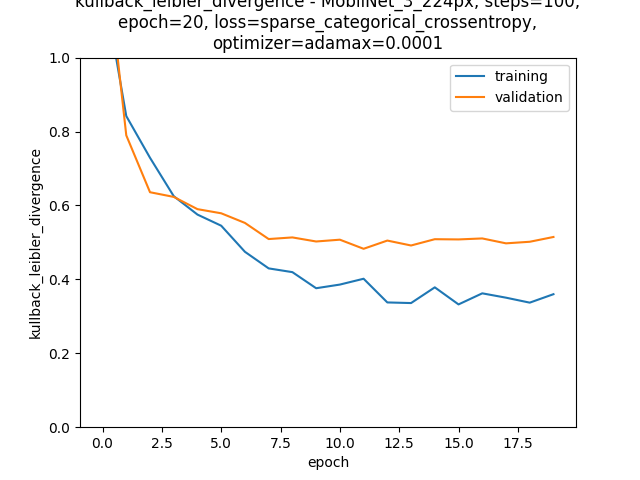 kullback_leibler_divergence - MobilNet_3_224px, steps=100,
epoch=20, loss=sparse_categorical_crossentropy,
optimizer=adamax=0.0001
training
validation
1.0
0.8
0.6
0.4
0.2
0.0
kullback_leibler_divergence
0.0 2.5 5.0 7.5 10.0 12.5 15.0 17.5
epoch